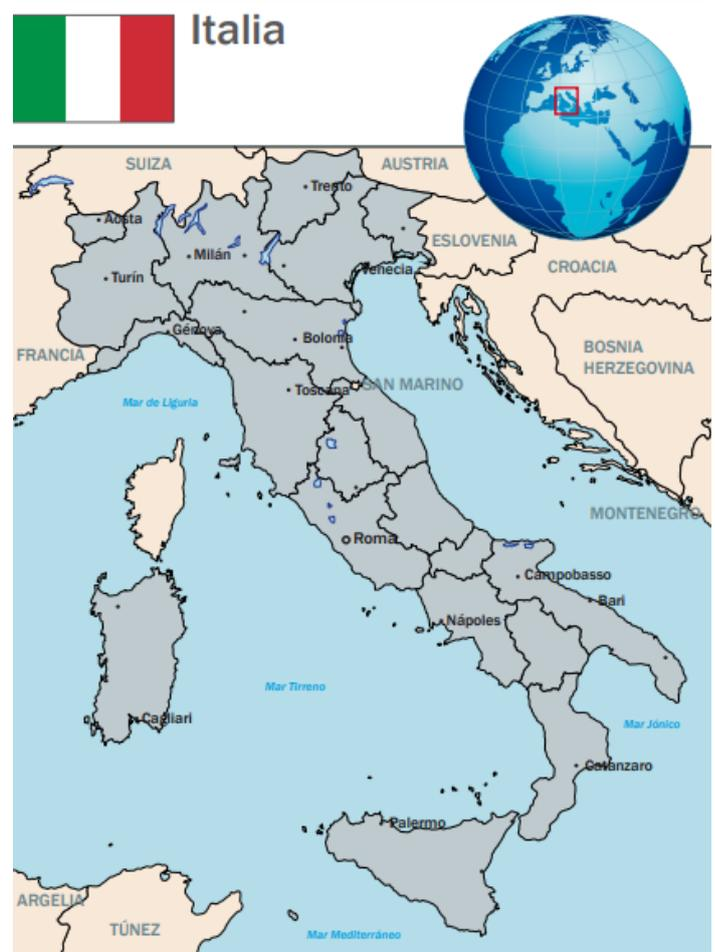 Italia
SUIZA
AUSTRIA
Trento
Aosta
ESLOVENIA
Milán
Venecia
CROACIA
Turín
Génova
Bolonia
FRANCIA
BOSNIA
HERZEGOVINA
Toscana
SAN MARINO
Mar de Liguria
MONTENEGRO
Roma
Campobasso
Bari
Nápoles
Mar Tirreno
Cagliari
Mar Jónico
Catanzaro
Palermo
ARGELIA
TÚNEZ
Mar Mediterráneo